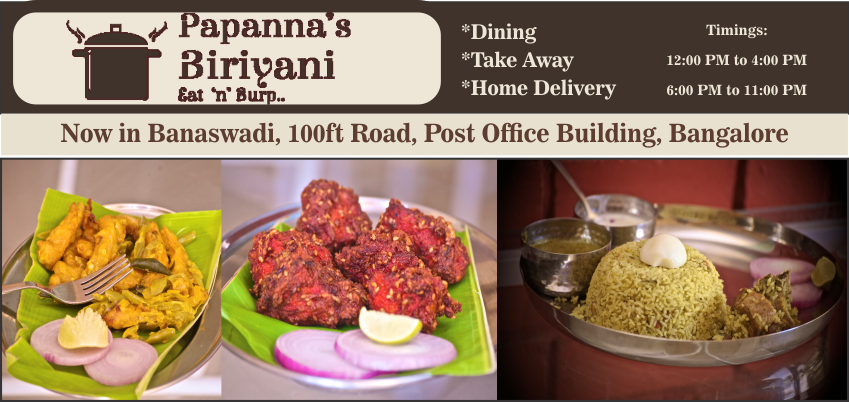 Papanna's
Biriyani
Eat 'n' Burp..
*Dining
*Take Away
*Home Delivery
Timings:
12:00 PM to 4:00 PM
6:00 PM to 11:00 PM
Now in Banaswadi, 100ft Road, Post Office Building, Bangalore